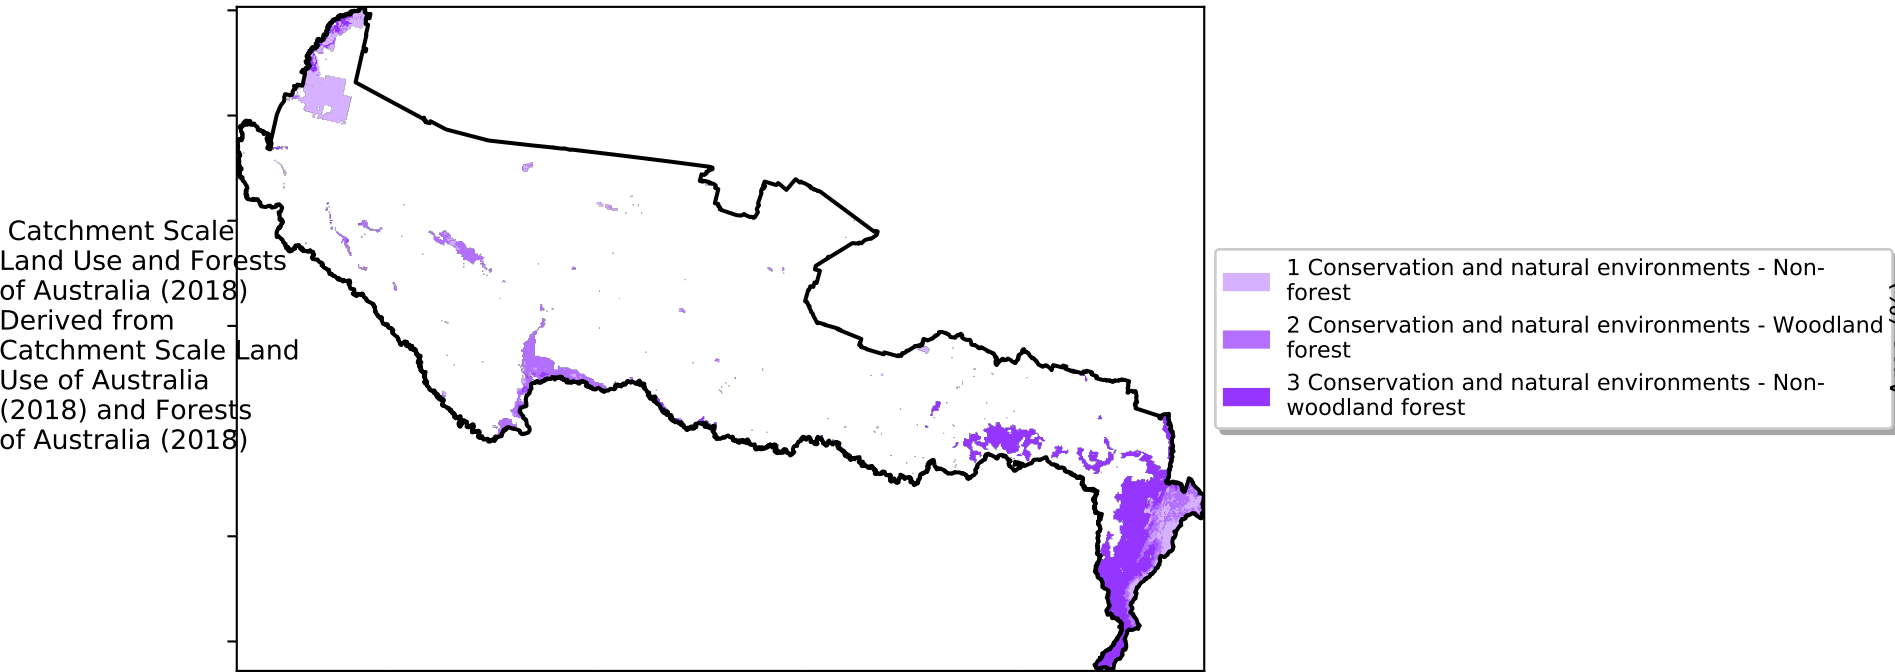 Catchment Scale
Land Use and Forests
of Australia (2018)
Derived from
Catchment Scale Land
Use of Australia
(2018) and Forests
of Australia (2018)
1 Conservation and natural environments - Non-
forest
2 Conservation and natural environments - Woodland
forest
3 Conservation and natural environments - Non-
woodland forest